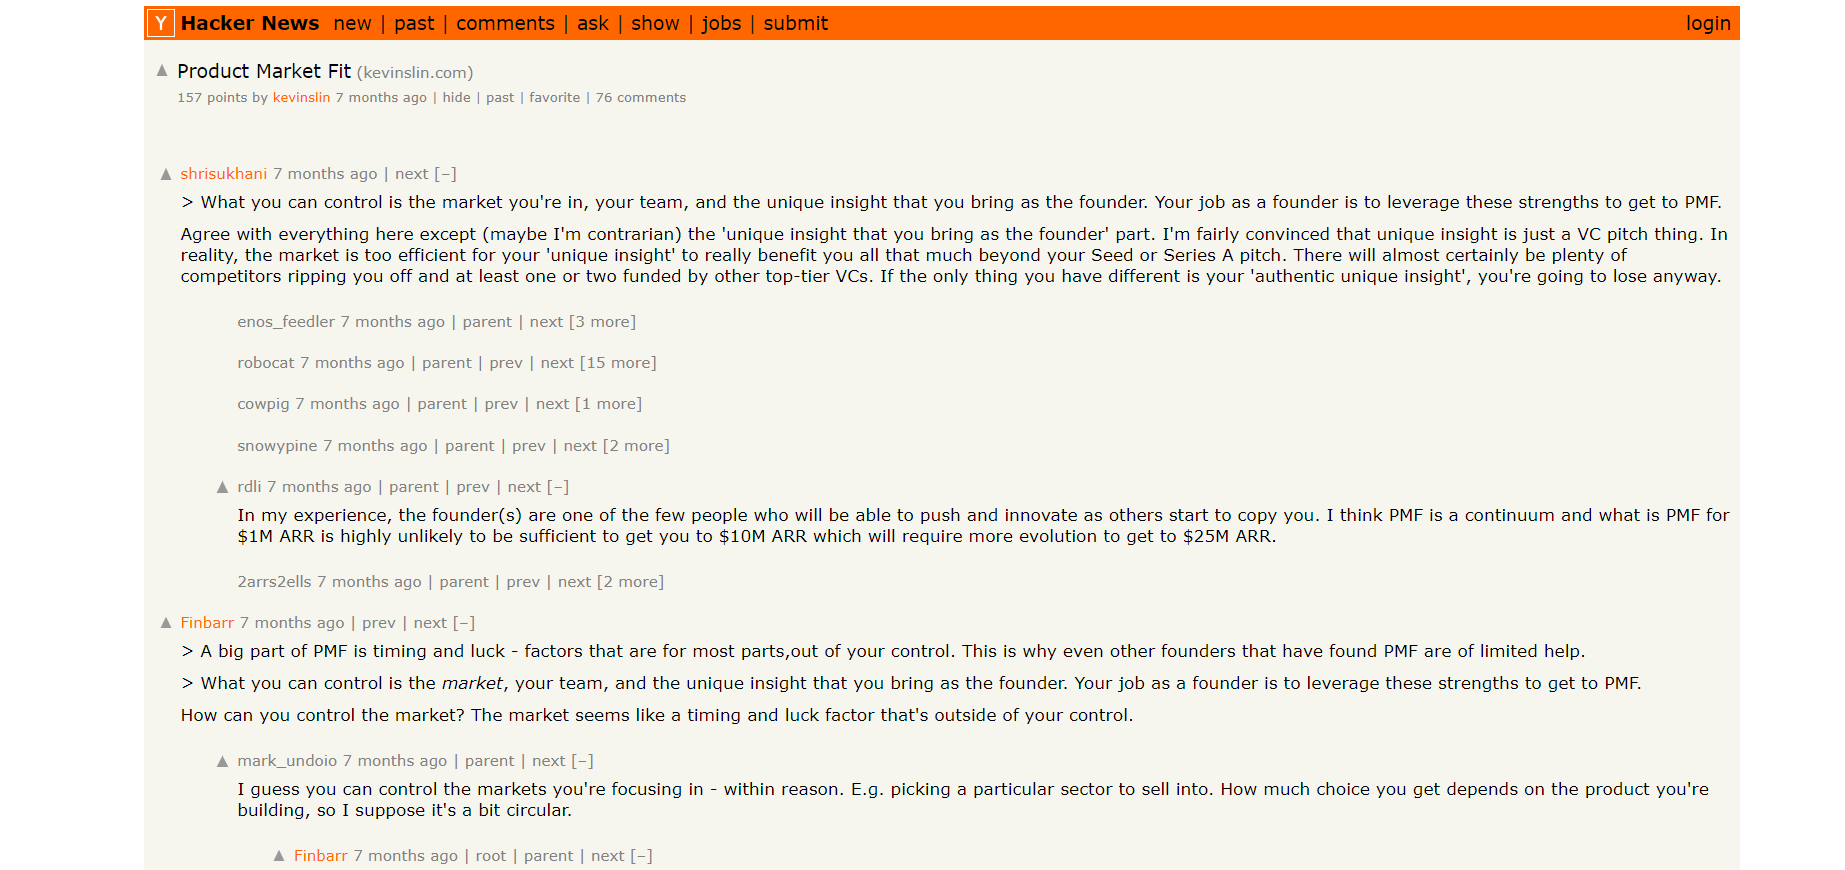 Y Hacker News new | past | comments | ask | show | jobs | submit login
▲ Product Market Fit (kevinslin.com)
157 points by kevinslin 7 months ago | hide | past | favorite | 76 comments
▲ shrisukhani 7 months ago | next [–]
> What you can control is the market you're in, your team, and the unique insight that you bring as the founder. Your job as a founder is to leverage these strengths to get to PMF.
Agree with everything here except (maybe I'm contrarian) the 'unique insight that you bring as the founder' part. I'm fairly convinced that unique insight is just a VC pitch thing. In
reality, the market is too efficient for your 'unique insight' to really benefit you all that much beyond your Seed or Series A pitch. There will almost certainly be plenty of
competitors ripping you off and at least one or two funded by other top-tier VCs. If the only thing you have different is your 'authentic unique insight', you're going to lose anyway.
enos_feedler 7 months ago | parent | next [3 more]
robocat 7 months ago | parent | prev | next [15 more]
cowpig 7 months ago | parent | prev | next [1 more]
snowypine 7 months ago | parent | prev | next [2 more]
▲ rdli 7 months ago | parent | prev | next [–]
In my experience, the founder(s) are one of the few people who will be able to push and innovate as others start to copy you. I think PMF is a continuum and what is PMF for
$1M ARR is highly unlikely to be sufficient to get you to $10M ARR which will require more evolution to get to $25M ARR.
2arrs2ells 7 months ago | parent | prev | next [2 more]
▲ Finbarr 7 months ago | prev | next [–]
> A big part of PMF is timing and luck - factors that are for most parts,out of your control. This is why even other founders that have found PMF are of limited help.
> What you can control is the market, your team, and the unique insight that you bring as the founder. Your job as a founder is to leverage these strengths to get to PMF.
How can you control the market? The market seems like a timing and luck factor that's outside of your control.
▲ mark_undoio 7 months ago | parent | next [–]
I guess you can control the markets you're focusing in - within reason. E.g. picking a particular sector to sell into. How much choice you get depends on the product you're
building, so I suppose it's a bit circular.
▲ Finbarr 7 months ago | root | parent | next [–]